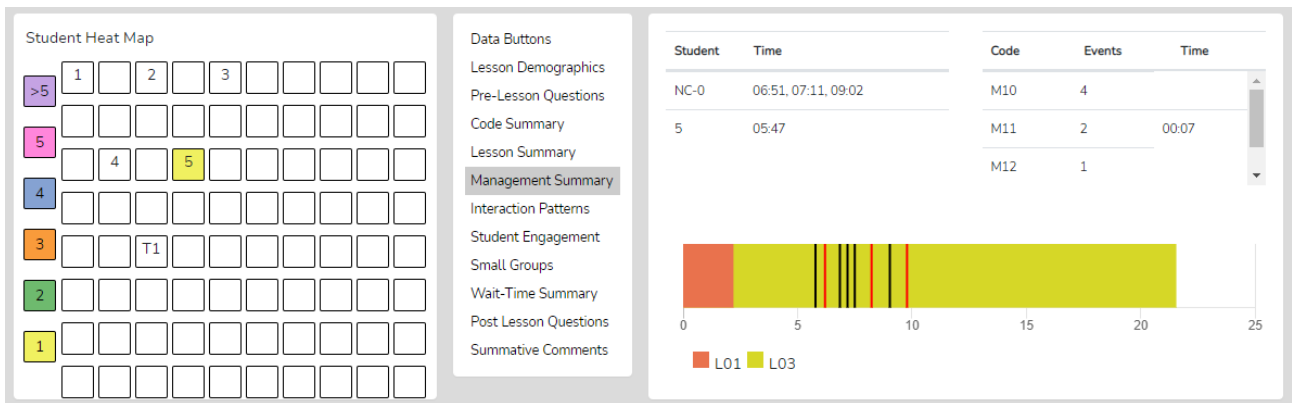 Student Heat Map
>5
5
4
3
2
1
1 2 3
4 5
T1
Data Buttons
Lesson Demographics
Pre-Lesson Questions
Code Summary
Lesson Summary
Management Summary
Interaction Patterns
Student Engagement
Small Groups
Wait-Time Summary
Post Lesson Questions
Summative Comments
Student Time
NC-0 06:51, 07:11, 09:02
5 05:47
Code Events Time
M10 4
M11 2 00:07
M12 1
0 5 10 15 20 25
L01 L03